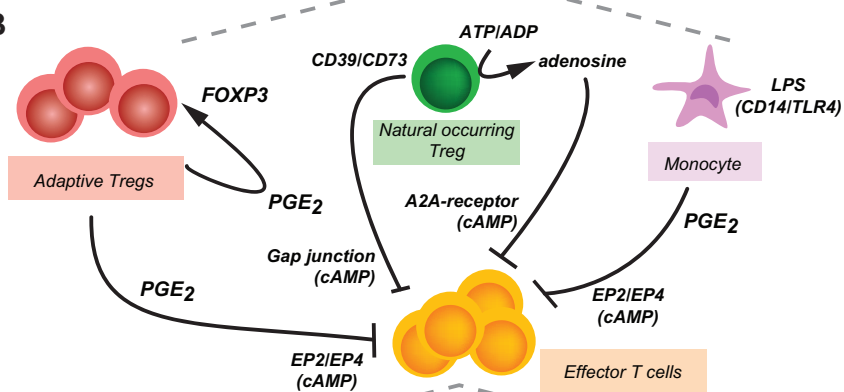 B
ATP/ADP
CD39/CD73
adenosine
FOXP3
LPS
(CD14/TLR4)
Natural occurring
Treg
Monocyte
Adaptive Tregs
PGE2
A2A-receptor
(cAMP)
PGE2
Gap junction
(cAMP)
PGE2
EP2/EP4
(cAMP)
EP2/EP4
(cAMP)
Effector T cells